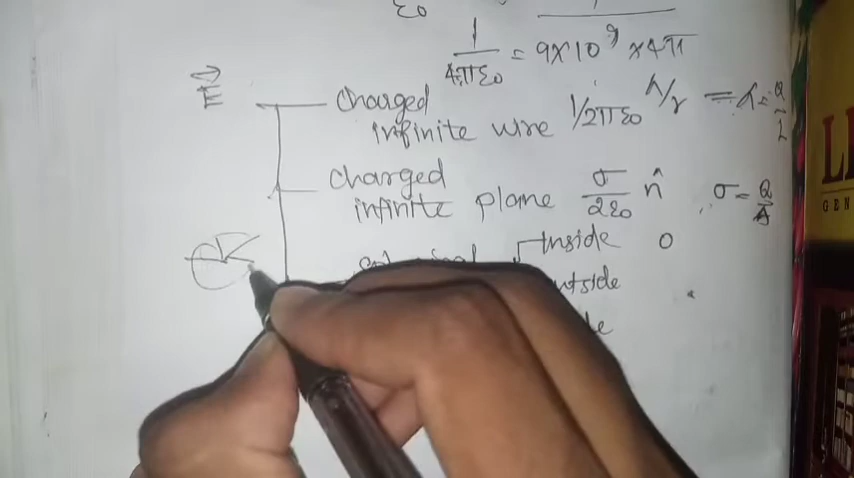 ε0
1/4πε0 = 9×10^9 ×4π
E⃗
charged infinite wire 1/2πε0 λ/r = λ=Q/L
charged infinite plane σ/2ε0 n̂ σ=Q/A
Inside 0
utside
GEN